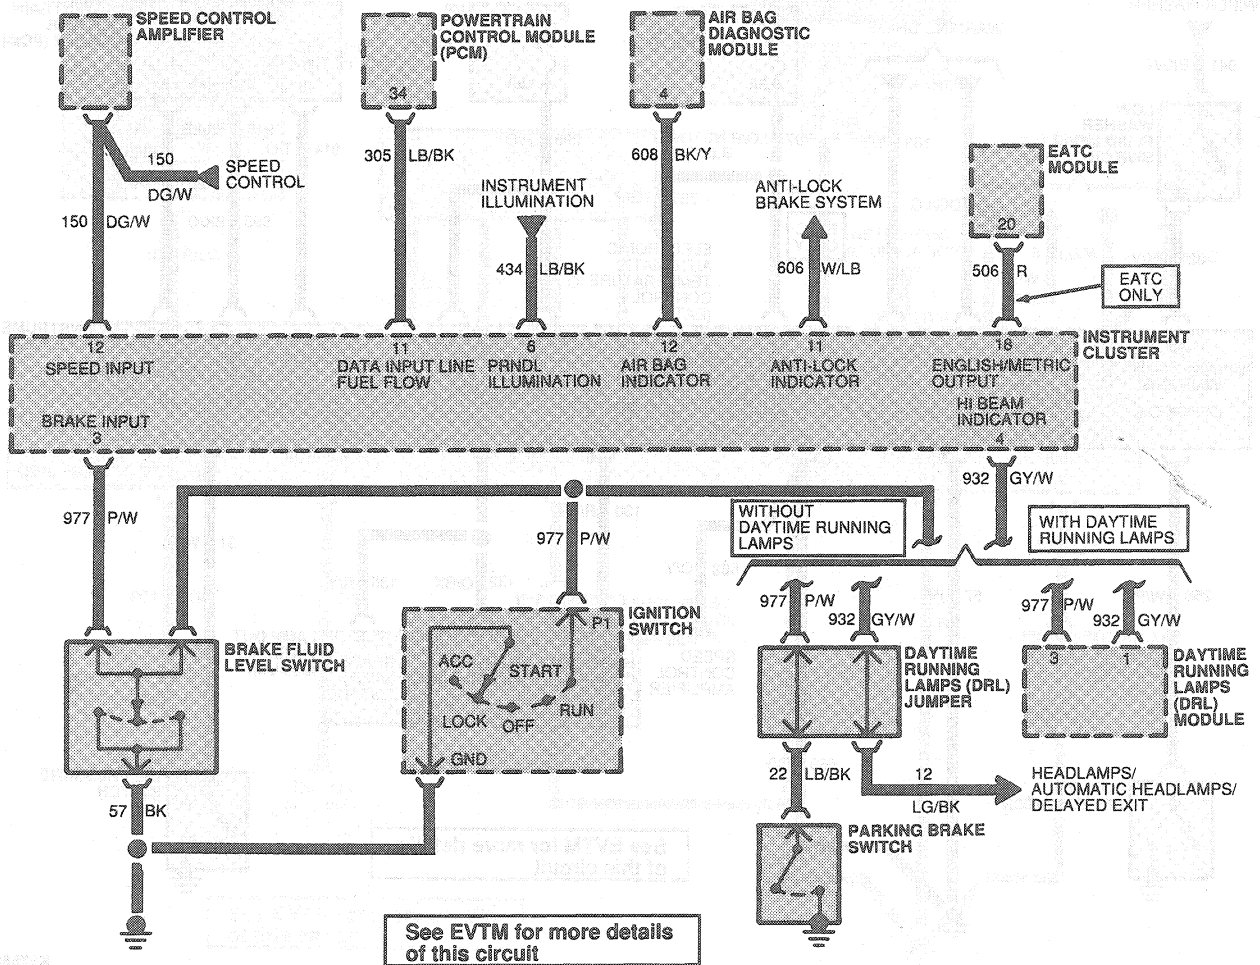 SPEED CONTROL
AMPLIFIER
POWERTRAIN
CONTROL MODULE
(PCM)
34
AIR BAG
DIAGNOSTIC
MODULE
4
150
DG/W
SPEED
CONTROL
150 DG/W
305 LB/BK
INSTRUMENT
ILLUMINATION
434 LB/BK
608 BK/Y
ANTI-LOCK
BRAKE SYSTEM
606 W/LB
EATC
MODULE
20
506 R
EATC
ONLY
INSTRUMENT
CLUSTER
12
SPEED INPUT
11
DATA INPUT LINE
FUEL FLOW
6
PRNDL
ILLUMINATION
12
AIR BAG
INDICATOR
11
ANTI-LOCK
INDICATOR
18
ENGLISH/METRIC
OUTPUT
BRAKE INPUT
3
HI BEAM
INDICATOR
4
977 P/W
977 P/W
932 GY/W
WITHOUT
DAYTIME RUNNING
LAMPS
WITH DAYTIME
RUNNING LAMPS
977 P/W
932 GY/W
977 P/W
932 GY/W
BRAKE FLUID
LEVEL SWITCH
IGNITION
SWITCH
P1
ACC
START
LOCK
OFF
RUN
GND
DAYTIME
RUNNING
LAMPS (DRL)
JUMPER
3
1
DAYTIME
RUNNING
LAMPS
(DRL)
MODULE
57 BK
22 LB/BK
12
LG/BK
HEADLAMPS/
AUTOMATIC HEADLAMPS/
DELAYED EXIT
PARKING BRAKE
SWITCH
See EVTM for more details
of this circuit